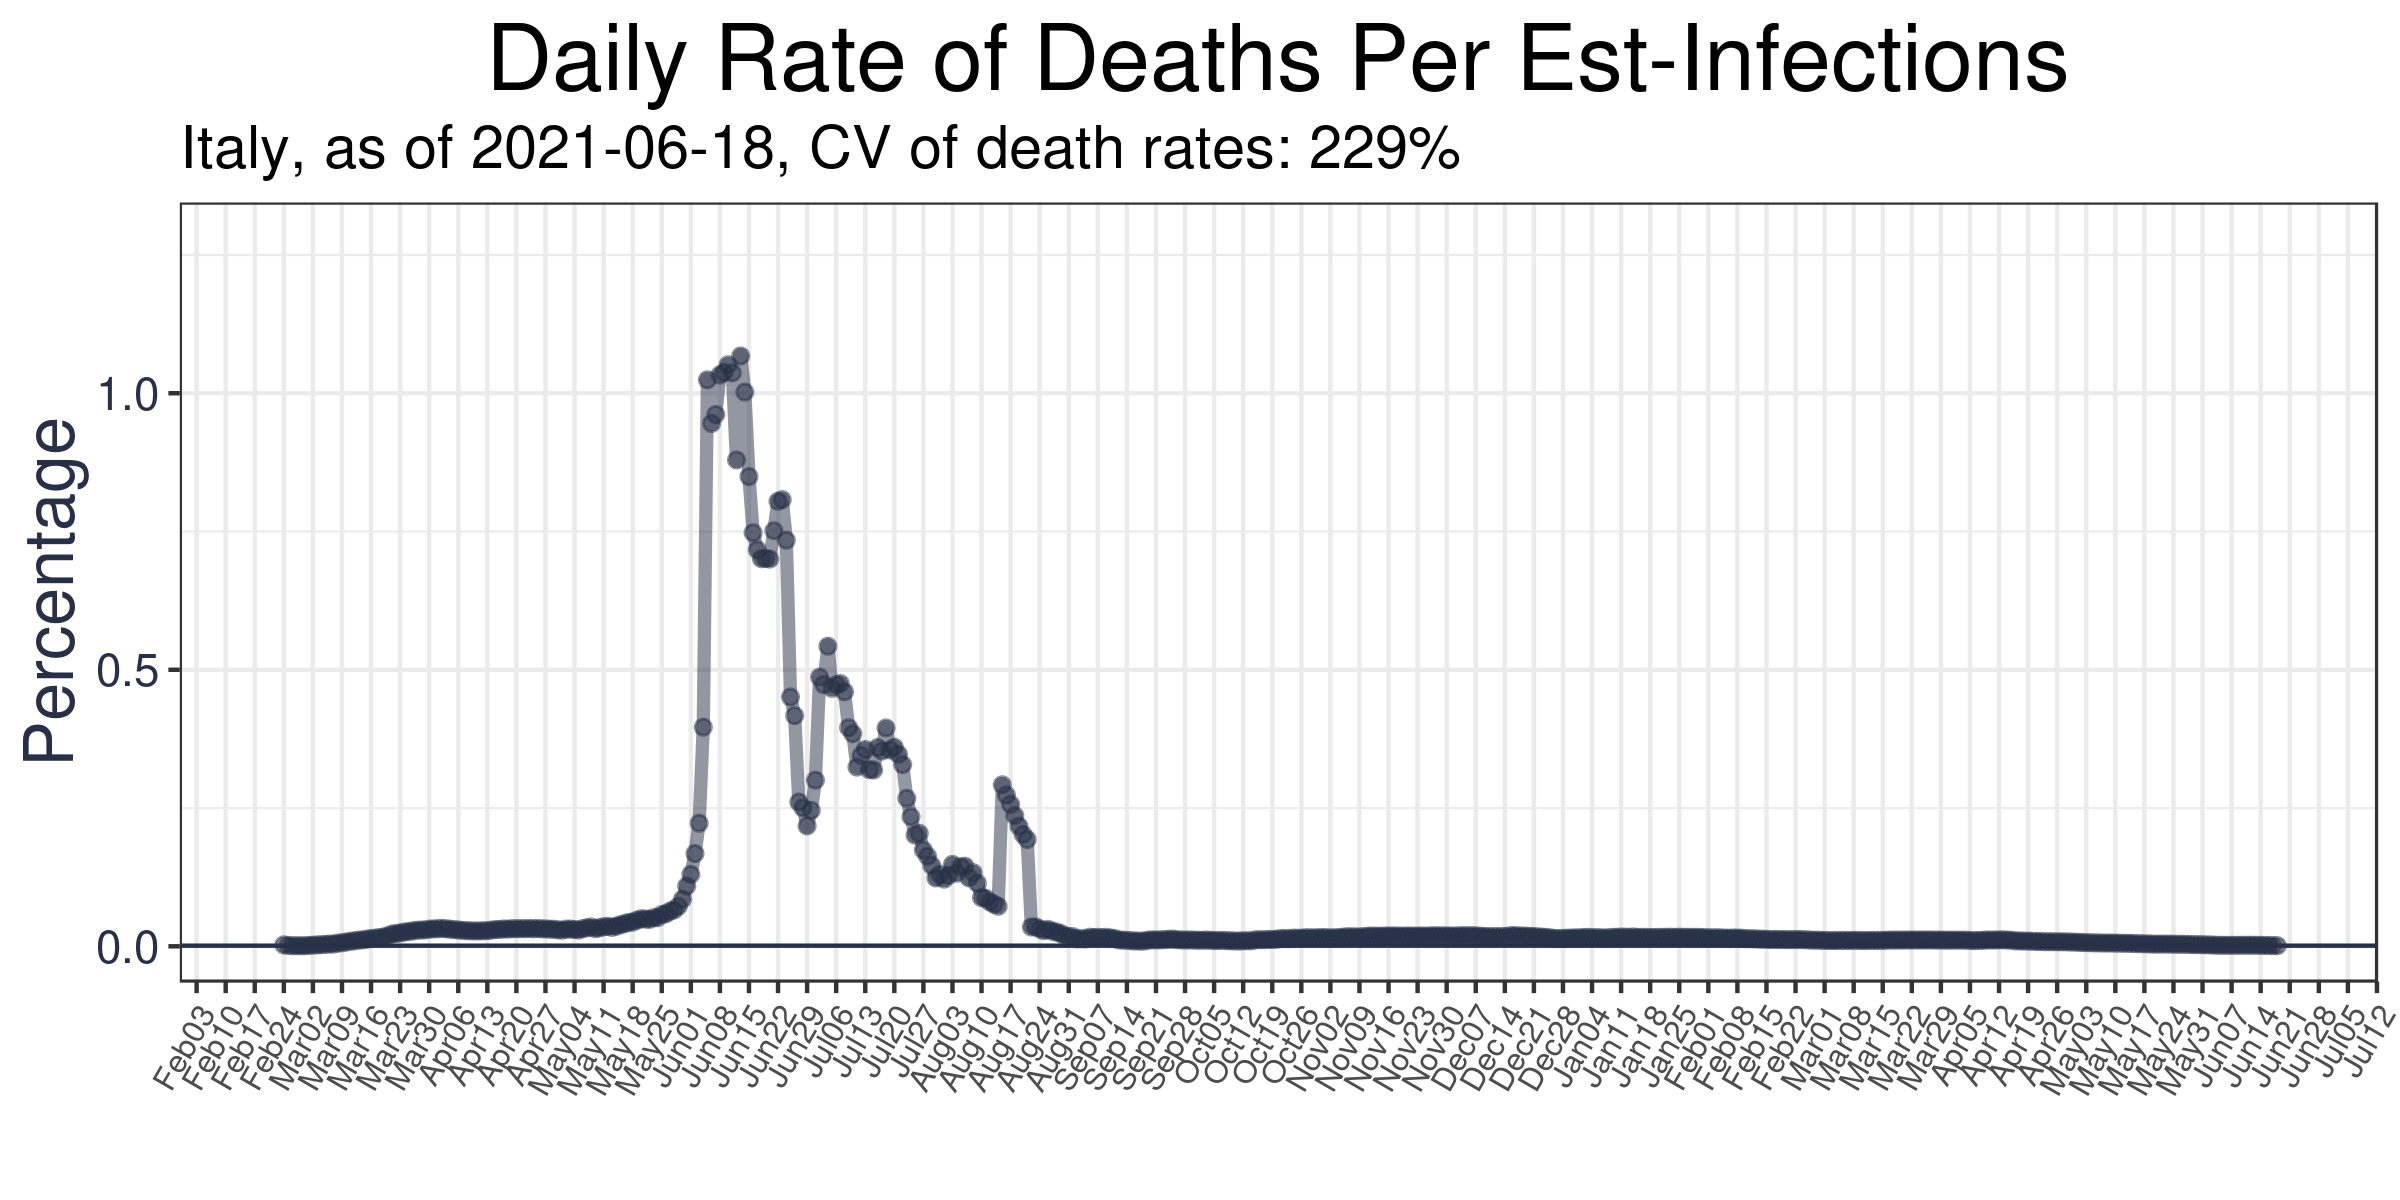 Daily Rate of Deaths Per Est-Infections
Italy, as of 2021-06-18, CV of death rates: 229%
Percentage
1.0
0.5
0.0
Feb03
Feb10
Feb17
Feb24
Mar02
Mar09
Mar16
Mar23
Mar30
Apr06
Apr13
Apr20
Apr27
May04
May11
May18
May25
Jun01
Jun08
Jun15
Jun22
Jun29
Jul06
Jul13
Jul20
Jul27
Aug03
Aug10
Aug17
Aug24
Aug31
Sep07
Sep14
Sep21
Sep28
Oct05
Oct12
Oct19
Oct26
Nov02
Nov09
Nov16
Nov23
Nov30
Dec07
Dec14
Dec21
Dec28
Jan04
Jan11
Jan18
Jan25
Feb01
Feb08
Feb15
Feb22
Mar01
Mar08
Mar15
Mar22
Mar29
Apr05
Apr12
Apr19
Apr26
May03
May10
May17
May24
May31
Jun07
Jun14
Jun21
Jun28
Jul05
Jul12